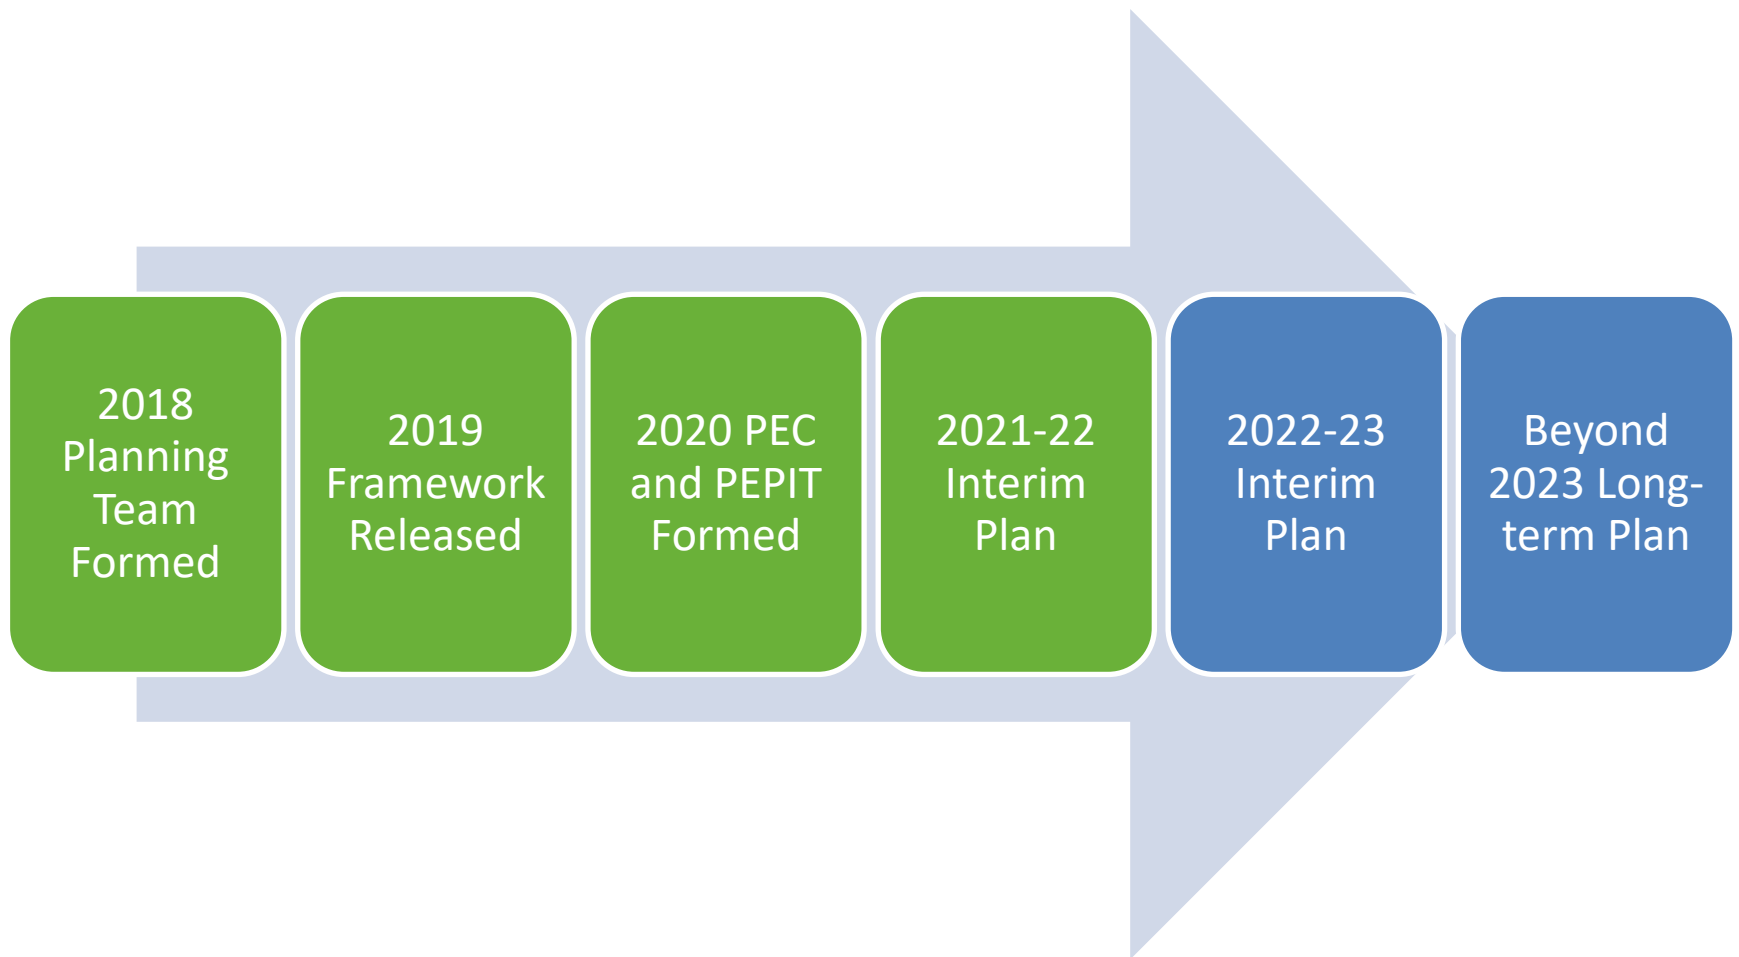 2018
Planning
Team
Formed
2019
Framework
Released
2020 PEC
and PEPIT
Formed
2021-22
Interim
Plan
2022-23
Interim
Plan
Beyond
2023 Long-
term Plan